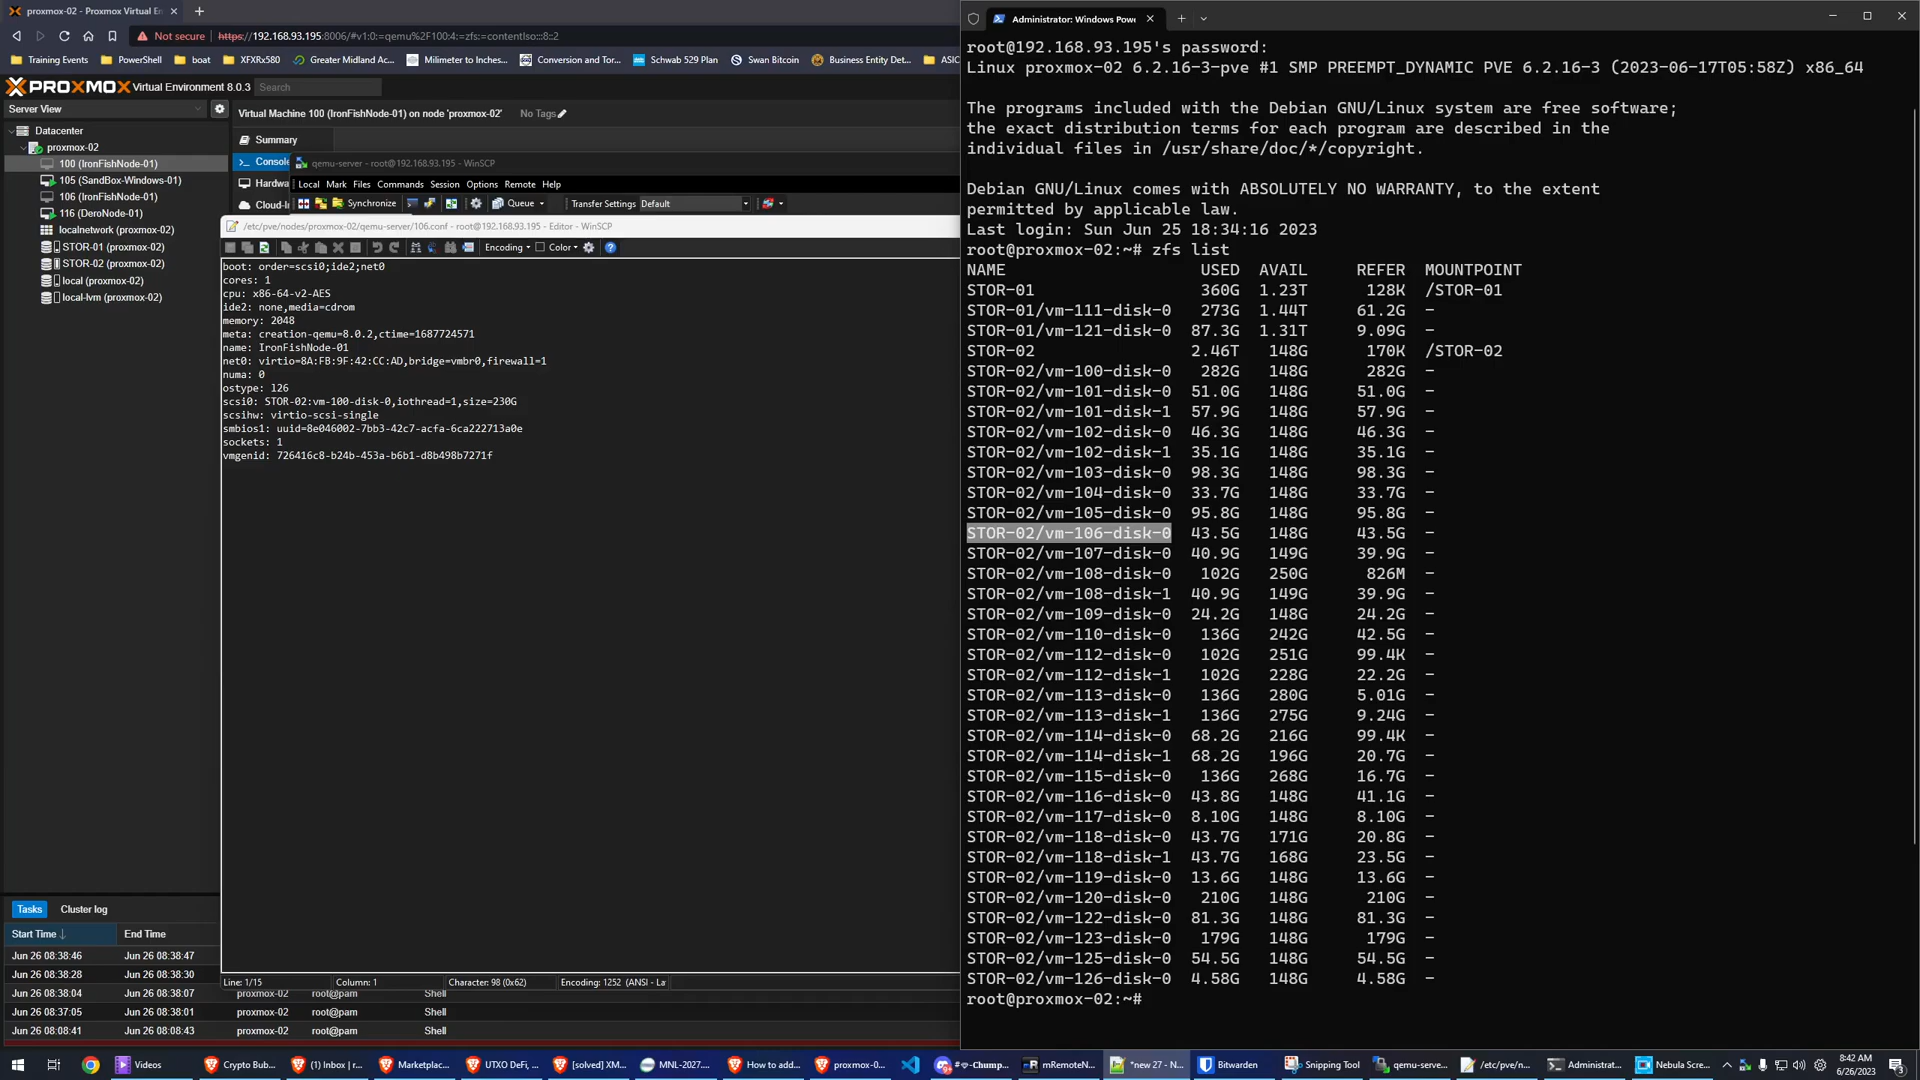 proxmox-02 - Proxmox Virtual En
Not secure
https://192.168.93.195:8006/#v1:0:=qemu%2F100:4:=zfs:=contentIso:::8::2
Training Events
PowerShell
boat
XFXRx580
Greater Midland Ac...
Milimeter to Inches...
Conversion and Tor...
Schwab 529 Plan
Swan Bitcoin
Business Entity Det...
ASIC
PROXMOX Virtual Environment 8.0.3
Search
Server View
Datacenter
proxmox-02
100 (IronFishNode-01)
105 (SandBox-Windows-01)
106 (IronFishNode-01)
116 (DeroNode-01)
localnetwork (proxmox-02)
STOR-01 (proxmox-02)
STOR-02 (proxmox-02)
local (proxmox-02)
local-lvm (proxmox-02)
Virtual Machine 100 (IronFishNode-01) on node 'proxmox-02'
No Tags
Summary
Console
Hardwa
Cloud-I
qemu-server - root@192.168.93.195 - WinSCP
Local Mark Files Commands Session Options Remote Help
Synchronize
Queue
Transfer Settings Default
/etc/pve/nodes/proxmox-02/qemu-server/106.conf - root@192.168.93.195 - Editor - WinSCP
Encoding
Color
boot: order=scsi0;ide2;net0
cores: 1
cpu: x86-64-v2-AES
ide2: none,media=cdrom
memory: 2048
meta: creation-qemu=8.0.2,ctime=1687724571
name: IronFishNode-01
net0: virtio=8A:FB:9F:42:CC:AD,bridge=vmbr0,firewall=1
numa: 0
ostype: l26
scsi0: STOR-02:vm-100-disk-0,iothread=1,size=230G
scsihw: virtio-scsi-single
smbios1: uuid=8e046002-7bb3-42c7-acfa-6ca222713a0e
sockets: 1
vmgenid: 726416c8-b24b-453a-b6b1-d8b498b7271f
Line: 1/15
Column: 1
Character: 98 (0x62)
Encoding: 1252 (ANSI - La
Tasks
Cluster log
Start Time
End Time
Jun 26 08:38:46 Jun 26 08:38:47
Jun 26 08:38:28 Jun 26 08:38:30
Jun 26 08:38:04 Jun 26 08:38:07 proxmox-02 root@pam Shell
Jun 26 08:37:05 Jun 26 08:38:01 proxmox-02 root@pam Shell
Jun 26 08:08:41 Jun 26 08:08:43 proxmox-02 root@pam Shell
Administrator: Windows Powe
root@192.168.93.195's password:
Linux proxmox-02 6.2.16-3-pve #1 SMP PREEMPT_DYNAMIC PVE 6.2.16-3 (2023-06-17T05:58Z) x86_64
The programs included with the Debian GNU/Linux system are free software;
the exact distribution terms for each program are described in the
individual files in /usr/share/doc/*/copyright.
Debian GNU/Linux comes with ABSOLUTELY NO WARRANTY, to the extent
permitted by applicable law.
Last login: Sun Jun 25 18:34:16 2023
root@proxmox-02:~# zfs list
NAME USED AVAIL REFER MOUNTPOINT
STOR-01 360G 1.23T 128K /STOR-01
STOR-01/vm-111-disk-0 273G 1.44T 61.2G -
STOR-01/vm-121-disk-0 87.3G 1.31T 9.09G -
STOR-02 2.46T 148G 170K /STOR-02
STOR-02/vm-100-disk-0 282G 148G 282G -
STOR-02/vm-101-disk-0 51.0G 148G 51.0G -
STOR-02/vm-101-disk-1 57.9G 148G 57.9G -
STOR-02/vm-102-disk-0 46.3G 148G 46.3G -
STOR-02/vm-102-disk-1 35.1G 148G 35.1G -
STOR-02/vm-103-disk-0 98.3G 148G 98.3G -
STOR-02/vm-104-disk-0 33.7G 148G 33.7G -
STOR-02/vm-105-disk-0 95.8G 148G 95.8G -
STOR-02/vm-106-disk-0 43.5G 148G 43.5G -
STOR-02/vm-107-disk-0 40.9G 149G 39.9G -
STOR-02/vm-108-disk-0 102G 250G 826M -
STOR-02/vm-108-disk-1 40.9G 149G 39.9G -
STOR-02/vm-109-disk-0 24.2G 148G 24.2G -
STOR-02/vm-110-disk-0 136G 242G 42.5G -
STOR-02/vm-112-disk-0 102G 251G 99.4K -
STOR-02/vm-112-disk-1 102G 228G 22.2G -
STOR-02/vm-113-disk-0 136G 280G 5.01G -
STOR-02/vm-113-disk-1 136G 275G 9.24G -
STOR-02/vm-114-disk-0 68.2G 216G 99.4K -
STOR-02/vm-114-disk-1 68.2G 196G 20.7G -
STOR-02/vm-115-disk-0 136G 268G 16.7G -
STOR-02/vm-116-disk-0 43.8G 148G 41.1G -
STOR-02/vm-117-disk-0 8.10G 148G 8.10G -
STOR-02/vm-118-disk-0 43.7G 171G 20.8G -
STOR-02/vm-118-disk-1 43.7G 168G 23.5G -
STOR-02/vm-119-disk-0 13.6G 148G 13.6G -
STOR-02/vm-120-disk-0 210G 148G 210G -
STOR-02/vm-122-disk-0 81.3G 148G 81.3G -
STOR-02/vm-123-disk-0 179G 148G 179G -
STOR-02/vm-125-disk-0 54.5G 148G 54.5G -
STOR-02/vm-126-disk-0 4.58G 148G 4.58G -
root@proxmox-02:~#
Videos
Crypto Bub...
(1) Inbox | r...
Marketplac...
UTXO DeFi, ...
[solved] XM...
MNL-2027...
How to add...
proxmox-0...
mRemoteN...
*new 27 - N...
Bitwarden
Snipping Tool
qemu-serve...
/etc/pve/n...
Administrat...
Nebula Scre...
8:42 AM
6/26/2023